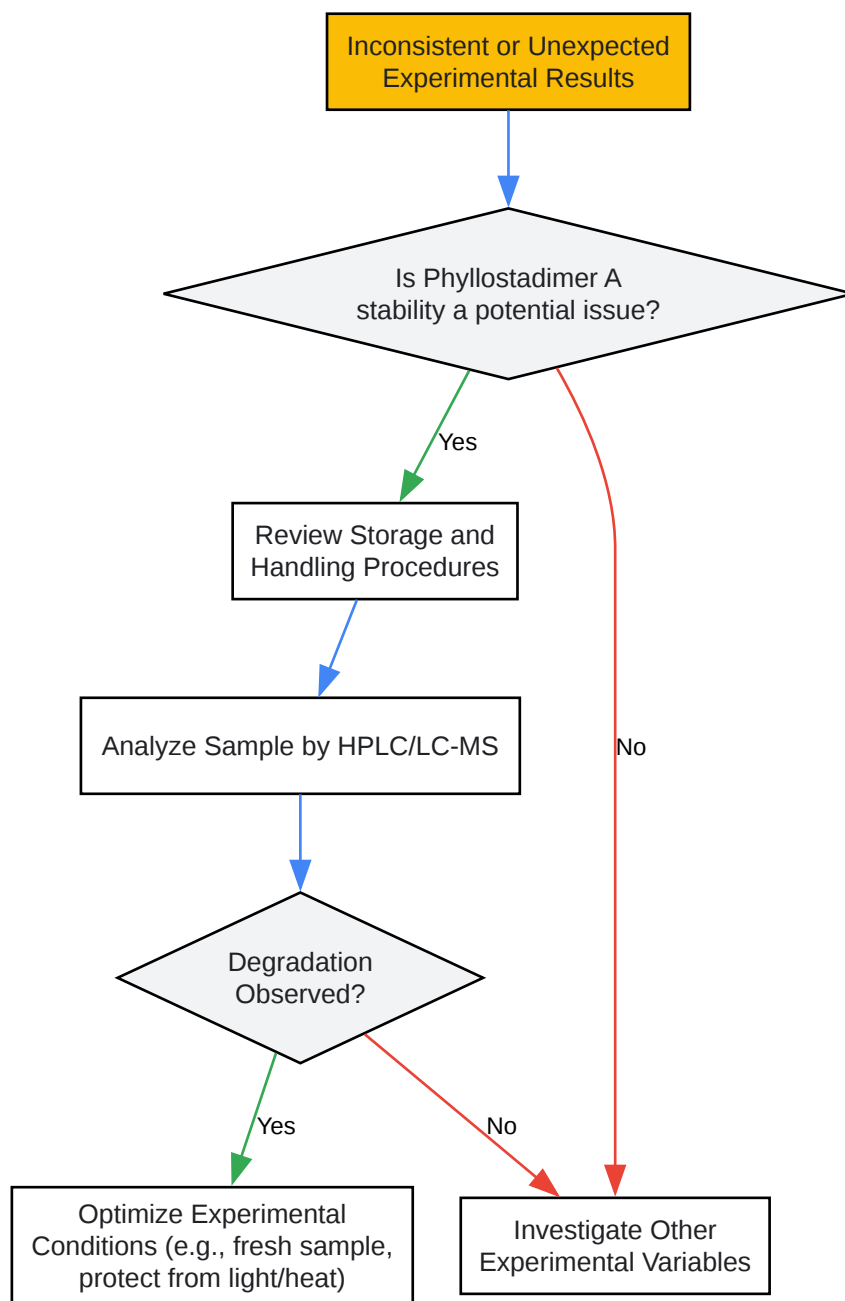 Inconsistent or Unexpected
Experimental Results
Is Phyllostadimer A
stability a potential issue?
Yes
Review Storage and
Handling Procedures
Analyze Sample by HPLC/LC-MS
No
Degradation
Observed?
Yes
No
Optimize Experimental
Conditions (e.g., fresh sample,
protect from light/heat)
Investigate Other
Experimental Variables